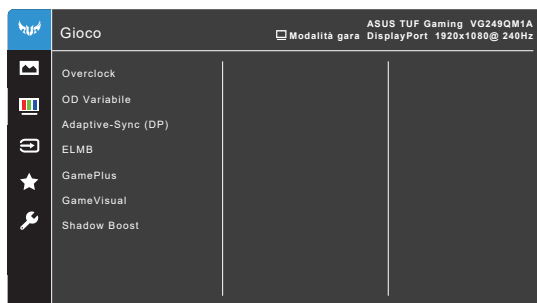 Gioco
ASUS TUF Gaming VG249QM1A
Modalità gara DisplayPort 1920x1080@ 240Hz
Overclock
OD Variabile
Adaptive-Sync (DP)
ELMB
GamePlus
GameVisual
Shadow Boost